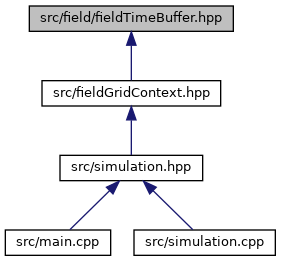 src/field/fieldTimeBuffer.hpp
src/fieldGridContext.hpp
src/simulation.hpp
src/main.cpp
src/simulation.cpp